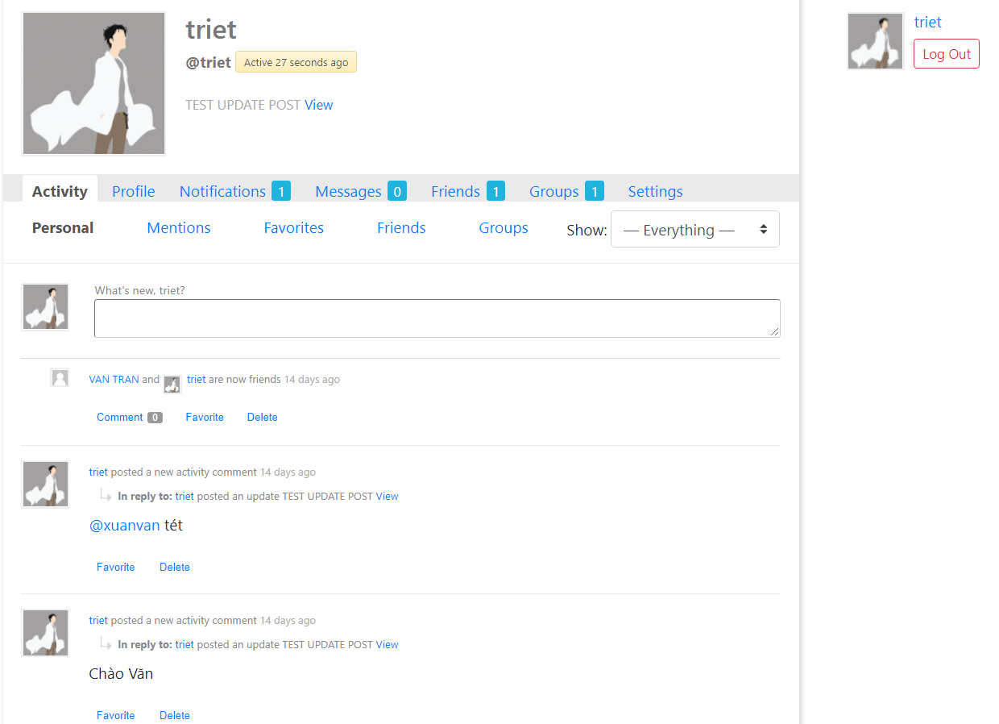 triet
@triet Active 27 seconds ago
TEST UPDATE POST View
triet
Log Out
Activity Profile Notifications 1 Messages 0 Friends 1 Groups 1 Settings
Personal Mentions Favorites Friends Groups Show: — Everything —
What's new, triet?
VAN TRAN and triet are now friends 14 days ago
Comment 0 Favorite Delete
triet posted a new activity comment 14 days ago
In reply to: triet posted an update TEST UPDATE POST View
@xuanvan tét
Favorite Delete
triet posted a new activity comment 14 days ago
In reply to: triet posted an update TEST UPDATE POST View
Chào Văn
Favorite Delete